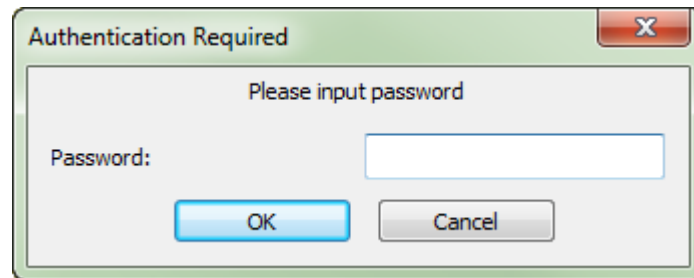 Authentication Required
Please input password
Password:
OK Cancel